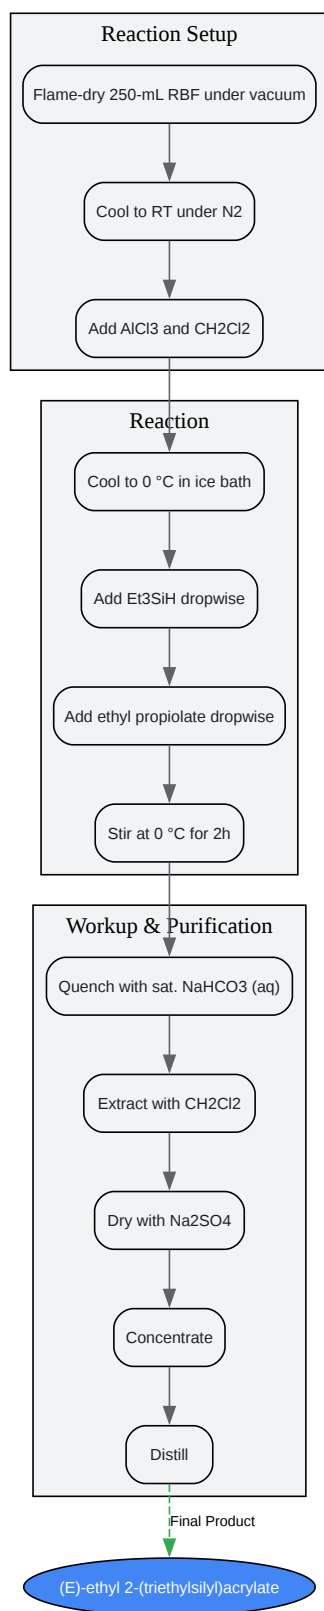 Reaction Setup
Flame-dry 250-mL RBF under vacuum
Cool to RT under N2
Add AlCl3 and CH2Cl2
Reaction
Cool to 0 °C in ice bath
Add Et3SiH dropwise
Add ethyl propiolate dropwise
Stir at 0 °C for 2h
Workup & Purification
Quench with sat. NaHCO3 (aq)
Extract with CH2Cl2
Dry with Na2SO4
Concentrate
Distill
Final Product
(E)-ethyl 2-(triethylsilyl)acrylate